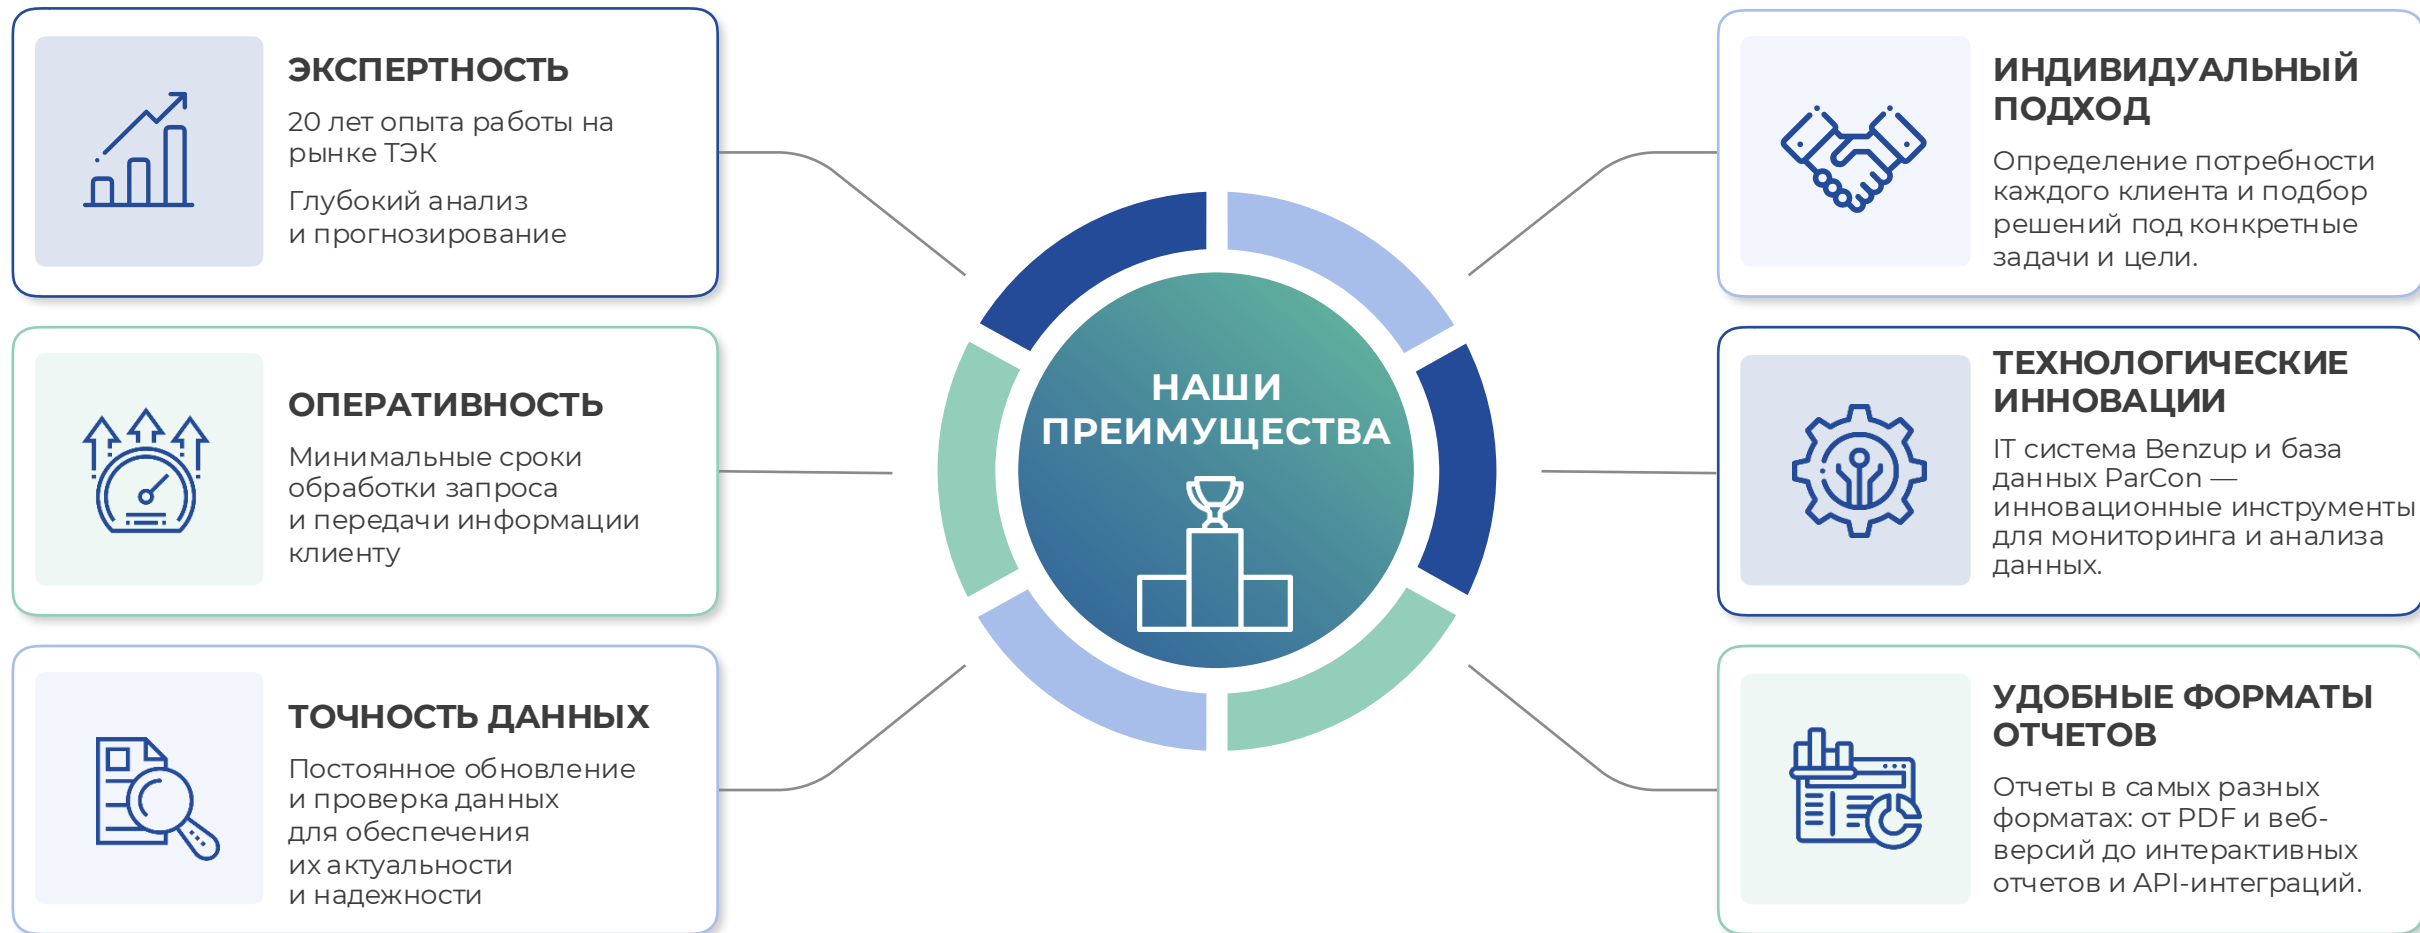 ЭКСПЕРТНОСТЬ
20 лет опыта работы на
рынке ТЭК
Глубокий анализ
и прогнозирование
ОПЕРАТИВНОСТЬ
Минимальные сроки
обработки запроса
и передачи информации
клиенту
ТОЧНОСТЬ ДАННЫХ
Постоянное обновление
и проверка данных
для обеспечения
их актуальности
и надежности
НАШИ
ПРЕИМУЩЕСТВА
ИНДИВИДУАЛЬНЫЙ
ПОДХОД
Определение потребности
каждого клиента и подбор
решений под конкретные
задачи и цели.
ТЕХНОЛОГИЧЕСКИЕ
ИННОВАЦИИ
IT система Benzup и база
данных ParCon —
инновационные инструменты
для мониторинга и анализа
данных.
УДОБНЫЕ ФОРМАТЫ
ОТЧЕТОВ
Отчеты в самых разных
форматах: от PDF и веб-
версий до интерактивных
отчетов и API-интеграций.